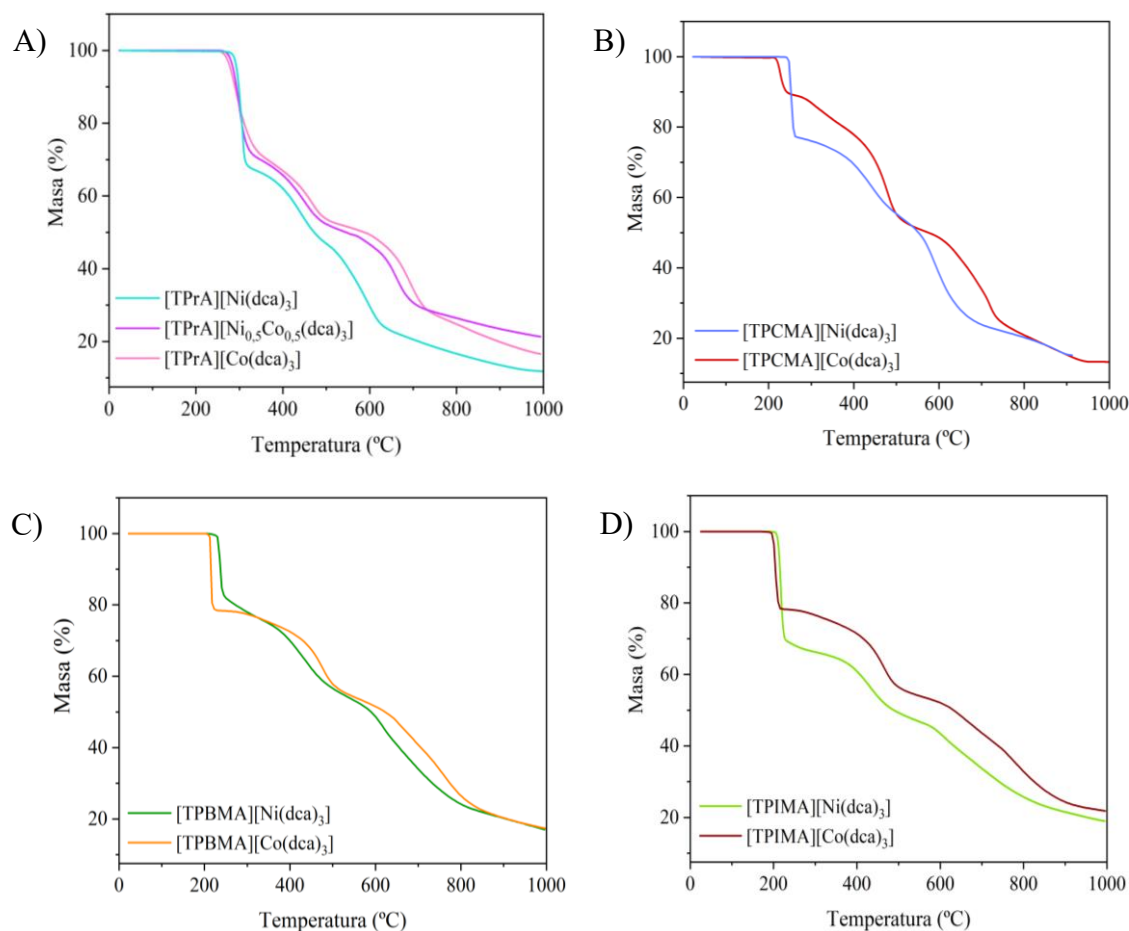 A)
100
80
60
40
20
Masa (%)
[TPrA][Ni(dca)₃]
[TPrA][Ni₀,₅Co₀,₅(dca)₃]
[TPrA][Co(dca)₃]
0 200 400 600 800 1000
Temperatura (ºC)
B)
100
80
60
40
20
Masa (%)
[TPCMA][Ni(dca)₃]
[TPCMA][Co(dca)₃]
0 200 400 600 800 1000
Temperatura (ºC)
C)
100
80
60
40
20
Masa (%)
[TPBMA][Ni(dca)₃]
[TPBMA][Co(dca)₃]
0 200 400 600 800 1000
Temperatura (ºC)
D)
100
80
60
40
20
Masa (%)
[TPIMA][Ni(dca)₃]
[TPIMA][Co(dca)₃]
0 200 400 600 800 1000
Temperatura (ºC)